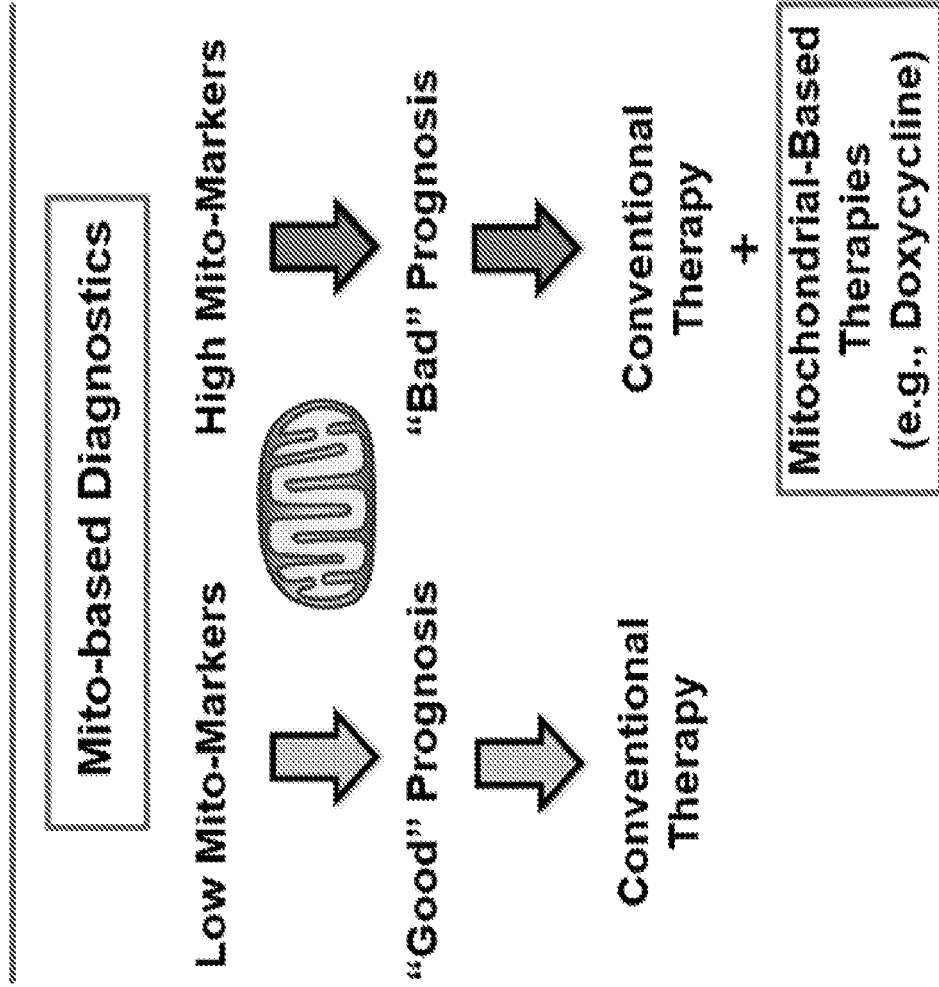 Mito-based Diagnostics
Low Mito-Markers
High Mito-Markers
“Good” Prognosis
“Bad” Prognosis
Conventional
Therapy
Conventional
Therapy
+
Mitochondrial-Based
Therapies
(e.g., Doxycycline)